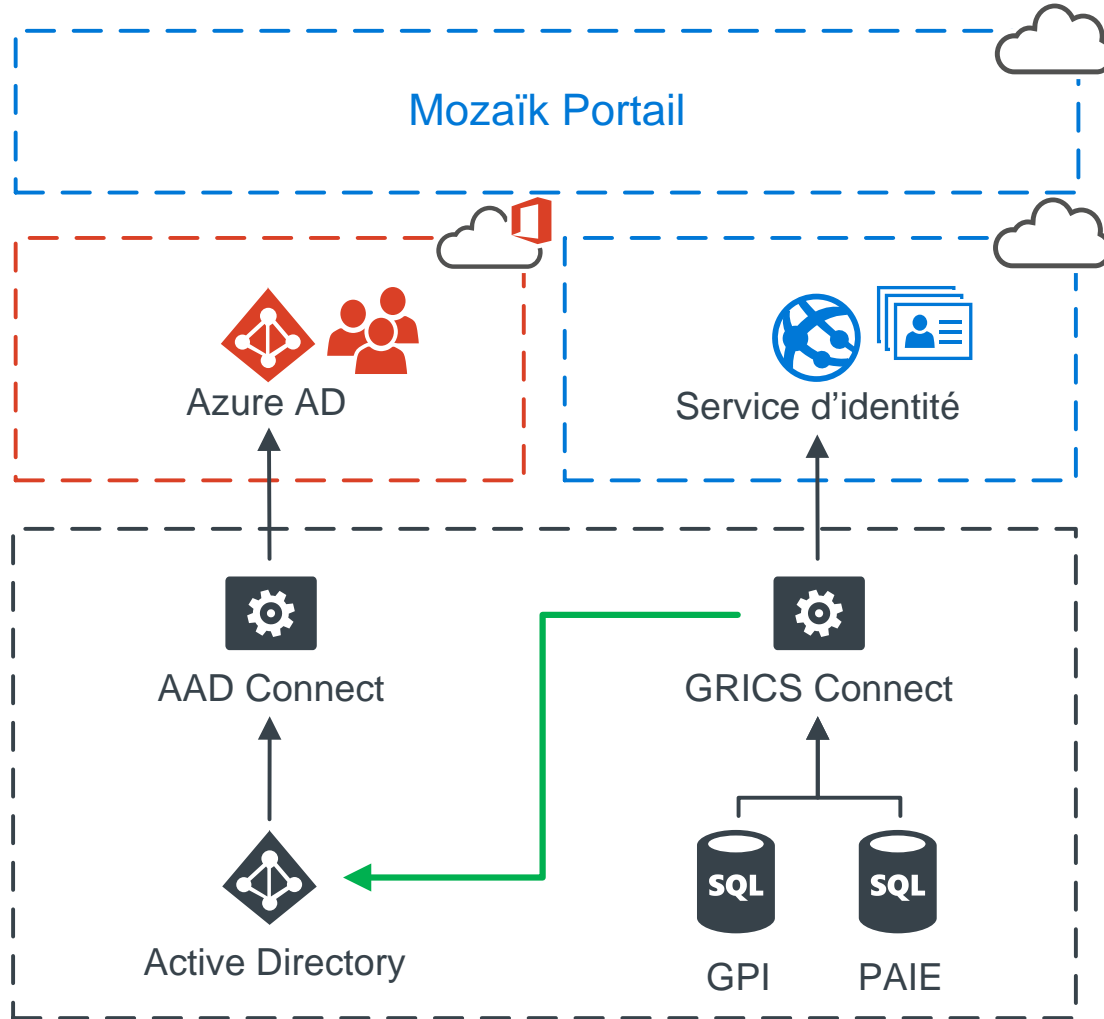 Mozaïk Portail
Azure AD
Service d'identité
AAD Connect
GRICS Connect
SQL
SQL
Active Directory
GPI
PAIE